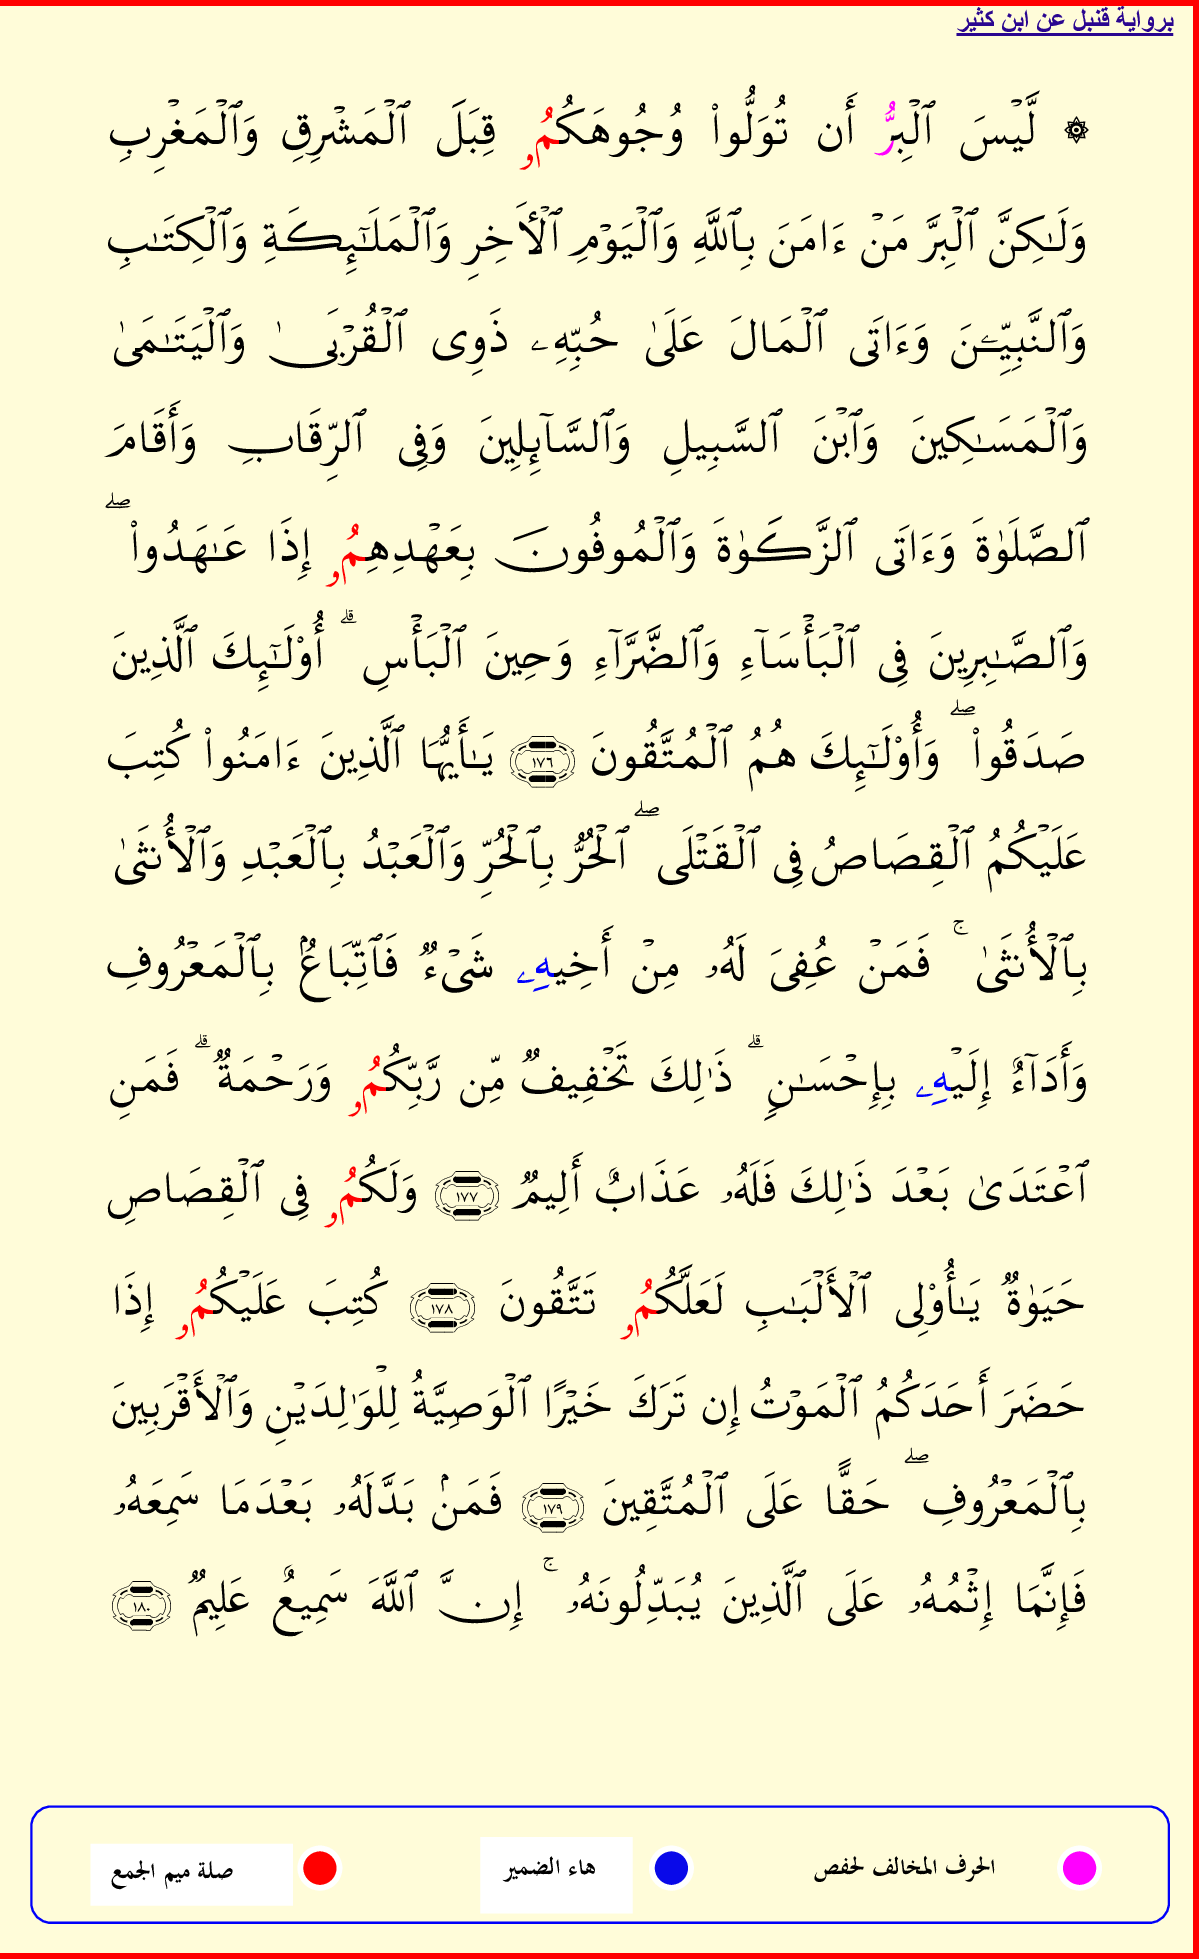 برواية قنبل عن ابن كثير
۞ لَّيْسَ ٱلْبِرُّ أَن تُوَلُّوا۟ وُجُوهَكُمُۥ قِبَلَ ٱلْمَشْرِقِ وَٱلْمَغْرِبِ
وَلَـٰكِنَّ ٱلْبِرَّ مَنْ ءَامَنَ بِٱللَّهِ وَٱلْيَوْمِ ٱلْأَخِرِ وَٱلْمَلَـٰٓئِكَةِ وَٱلْكِتَـٰبِ
وَٱلنَّبِيِّـۧنَ وَءَاتَى ٱلْمَالَ عَلَىٰ حُبِّهِۦ ذَوِى ٱلْقُرْبَىٰ وَٱلْيَتَـٰمَىٰ
وَٱلْمَسَـٰكِينَ وَٱبْنَ ٱلسَّبِيلِ وَٱلسَّآئِلِينَ وَفِى ٱلرِّقَابِ وَأَقَامَ
ٱلصَّلَوٰةَ وَءَاتَى ٱلزَّكَوٰةَ وَٱلْمُوفُونَ بِعَهْدِهِمُۥ إِذَا عَـٰهَدُوا۟ ۖ
وَٱلصَّـٰبِرِينَ فِى ٱلْبَأْسَآءِ وَٱلضَّرَّآءِ وَحِينَ ٱلْبَأْسِ ۗ أُوْلَـٰٓئِكَ ٱلَّذِينَ
صَدَقُوا۟ ۖ وَأُوْلَـٰٓئِكَ هُمُ ٱلْمُتَّقُونَ ١٧٦ يَـٰأَيُّهَا ٱلَّذِينَ ءَامَنُوا۟ كُتِبَ
عَلَيْكُمُ ٱلْقِصَاصُ فِى ٱلْقَتْلَى ۖ ٱلْحُرُّ بِٱلْحُرِّ وَٱلْعَبْدُ بِٱلْعَبْدِ وَٱلْأُنثَىٰ
بِٱلْأُنثَىٰ ۚ فَمَنْ عُفِىَ لَهُۥ مِنْ أَخِيهِۦ شَىْءٌ فَٱتِّبَاعٌۢ بِٱلْمَعْرُوفِ
وَأَدَآءٌ إِلَيْهِۦ بِإِحْسَـٰنٍ ۗ ذَٰلِكَ تَخْفِيفٌ مِّن رَّبِّكُمُۥ وَرَحْمَةٌ ۗ فَمَنِ
ٱعْتَدَىٰ بَعْدَ ذَٰلِكَ فَلَهُۥ عَذَابٌ أَلِيمٌ ١٧٧ وَلَكُمُۥ فِى ٱلْقِصَاصِ
حَيَوٰةٌ يَـٰأُوْلِى ٱلْأَلْبَـٰبِ لَعَلَّكُمُۥ تَتَّقُونَ ١٧٨ كُتِبَ عَلَيْكُمُۥ إِذَا
حَضَرَ أَحَدَكُمُ ٱلْمَوْتُ إِن تَرَكَ خَيْرًا ٱلْوَصِيَّةُ لِلْوَٰلِدَيْنِ وَٱلْأَقْرَبِينَ
بِٱلْمَعْرُوفِ ۖ حَقًّا عَلَى ٱلْمُتَّقِينَ ١٧٩ فَمَنۢ بَدَّلَهُۥ بَعْدَمَا سَمِعَهُۥ
فَإِنَّمَا إِثْمُهُۥ عَلَى ٱلَّذِينَ يُبَدِّلُونَهُۥ ۚ إِنَّ ٱللَّهَ سَمِيعٌ عَلِيمٌ ١٨٠
الحرف المخالف لحفص هاء الضمير صلة ميم الجمع